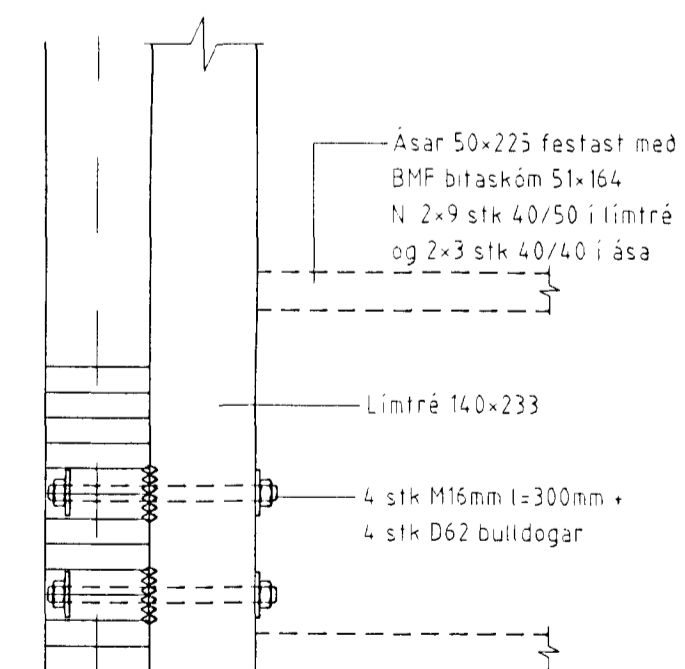 Ásar 50×225 festast með
BMF bitaskóm 51×164
N 2×9 stk 40/50 í límtré
og 2×3 stk 40/40 í ása
Límtré 140×233
4 stk M16mm l=300mm +
4 stk D62 bulldogar